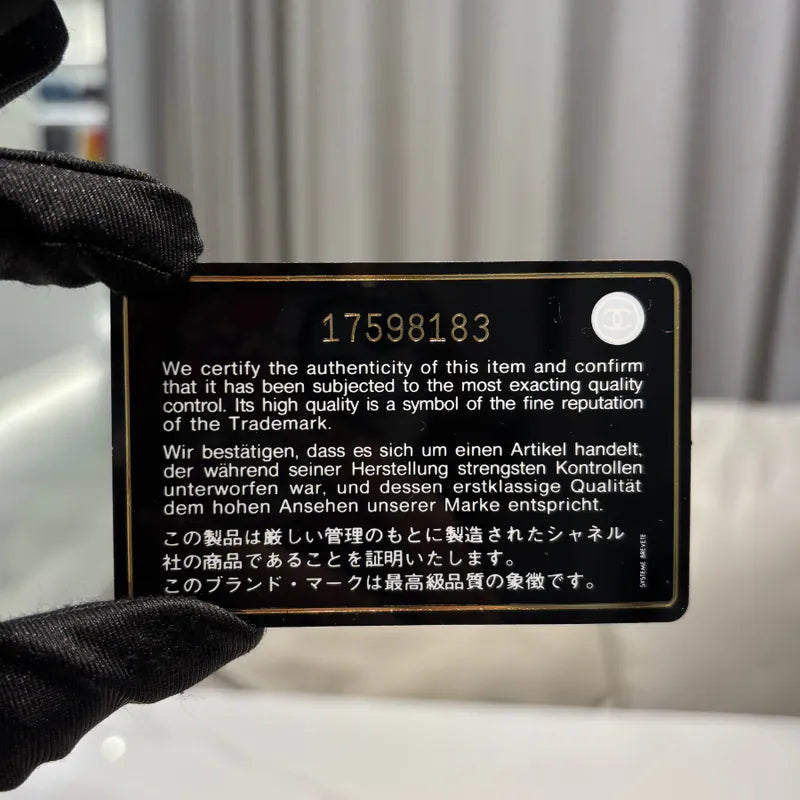 17598183
We certify the authenticity of this item and confirm
that it has been subjected to the most exacting quality
control. Its high quality is a symbol of the fine reputation
of the Trademark.
Wir bestätigen, dass es sich um einen Artikel handelt,
der während seiner Herstellung strengsten Kontrollen
unterworfen war, und dessen erstklassige Qualität
dem hohen Ansehen unserer Marke entspricht.
この製品は厳しい管理のもとに製造されたシャネル
社の商品であることを証明いたします。
このブランド・マークは最高級品質の象徴です。
SYSTEME BREVETE